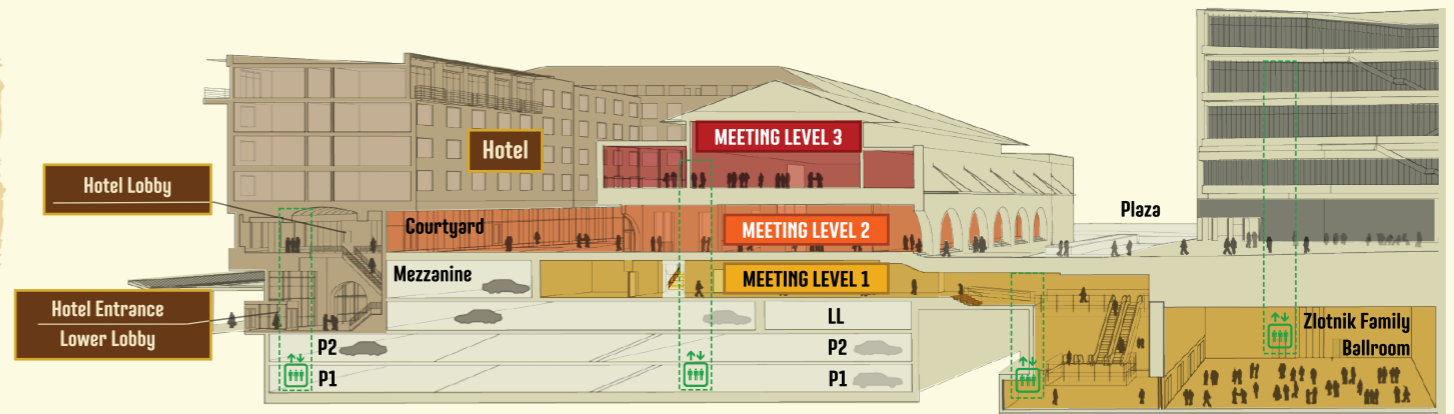 MEETING LEVEL 3
Hotel
Hotel Lobby
Plaza
Courtyard
MEETING LEVEL 2
Mezzanine
MEETING LEVEL 1
Hotel Entrance
Lower Lobby
LL
Zlotnik Family
Ballroom
P2
P2
P1
P1